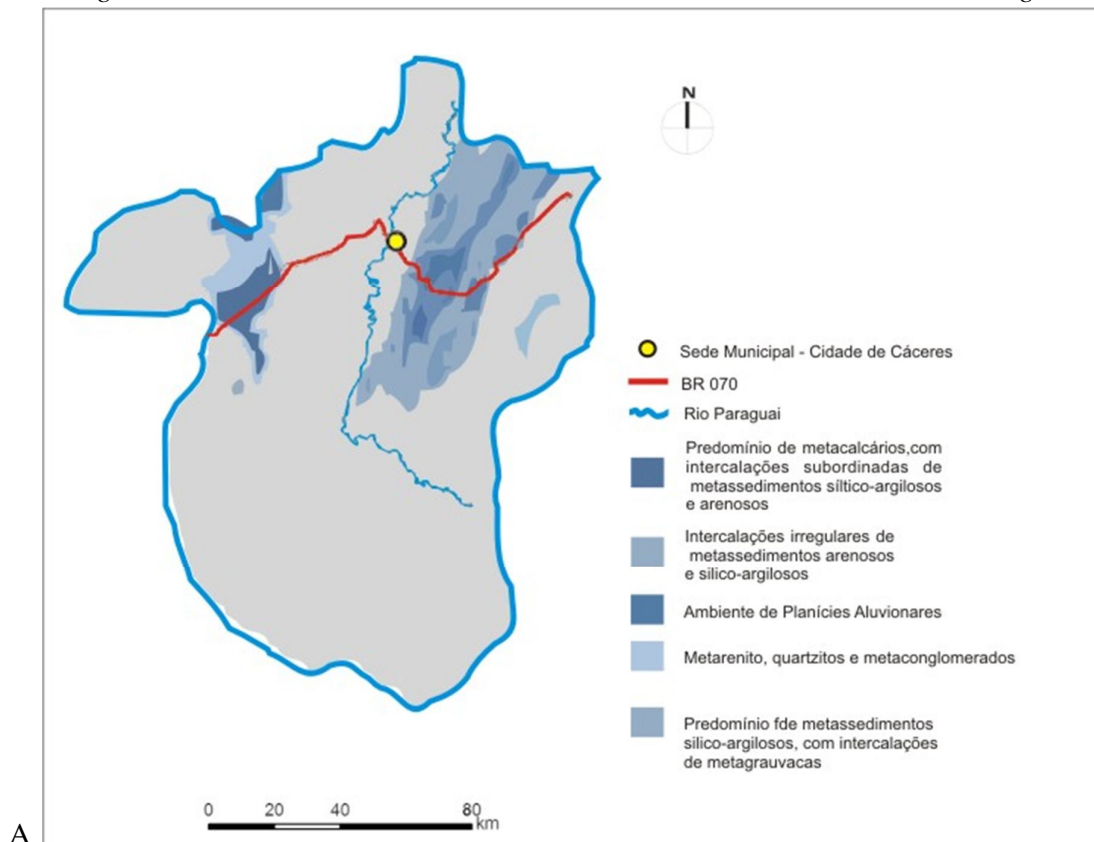 N
Sede Municipal - Cidade de Cáceres
BR 070
Rio Paraguai
Predomínio de metacalcários,com
intercalações subordinadas de
metassedimentos síltico-argilosos
e arenosos
Intercalações irregulares de
metassedimentos arenosos
e silico-argilosos
Ambiente de Planícies Aluvionares
Metarenito, quartzitos e metaconglomerados
Predomínio fde metassedimentos
silico-argilosos, com intercalações
de metagrauvacas
0 20 40 80
km
A